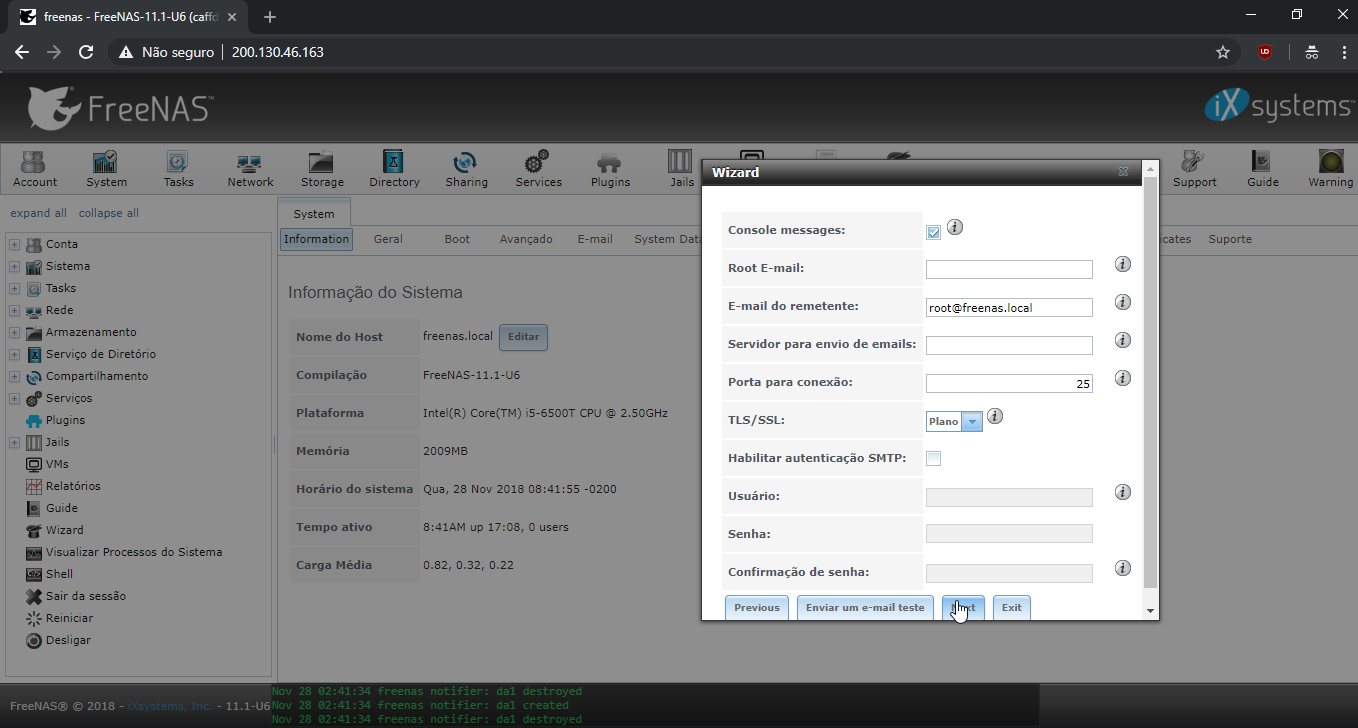 freenas - FreeNAS-11.1-U6 (caffd
Não seguro | 200.130.46.163
FreeNAS™
iXsystems™
Account System Tasks Network Storage Directory Sharing Services Plugins Jails Support Guide Warning
expand all collapse all
Conta
Sistema
Tasks
Rede
Armazenamento
Serviço de Diretório
Compartilhamento
Serviços
Plugins
Jails
VMs
Relatórios
Guide
Wizard
Visualizar Processos do Sistema
Shell
Sair da sessão
Reiniciar
Desligar
System
Information Geral Boot Avançado E-mail System Data
icates Suporte
Informação do Sistema
Nome do Host freenas.local Editar
Compilação FreeNAS-11.1-U6
Plataforma Intel(R) Core(TM) i5-6500T CPU @ 2.50GHz
Memória 2009MB
Horário do sistema Qua, 28 Nov 2018 08:41:55 -0200
Tempo ativo 8:41AM up 17:08, 0 users
Carga Média 0.82, 0.32, 0.22
Wizard
Console messages:
Root E-mail:
E-mail do remetente: root@freenas.local
Servidor para envio de emails:
Porta para conexão: 25
TLS/SSL: Plano
Habilitar autenticação SMTP:
Usuário:
Senha:
Confirmação de senha:
Previous Enviar um e-mail teste Exit
FreeNAS® © 2018 - iXsystems, Inc. - 11.1-U6
Nov 28 02:41:34 freenas notifier: da1 destroyed
Nov 28 02:41:34 freenas notifier: da1 created
Nov 28 02:41:34 freenas notifier: da1 destroyed